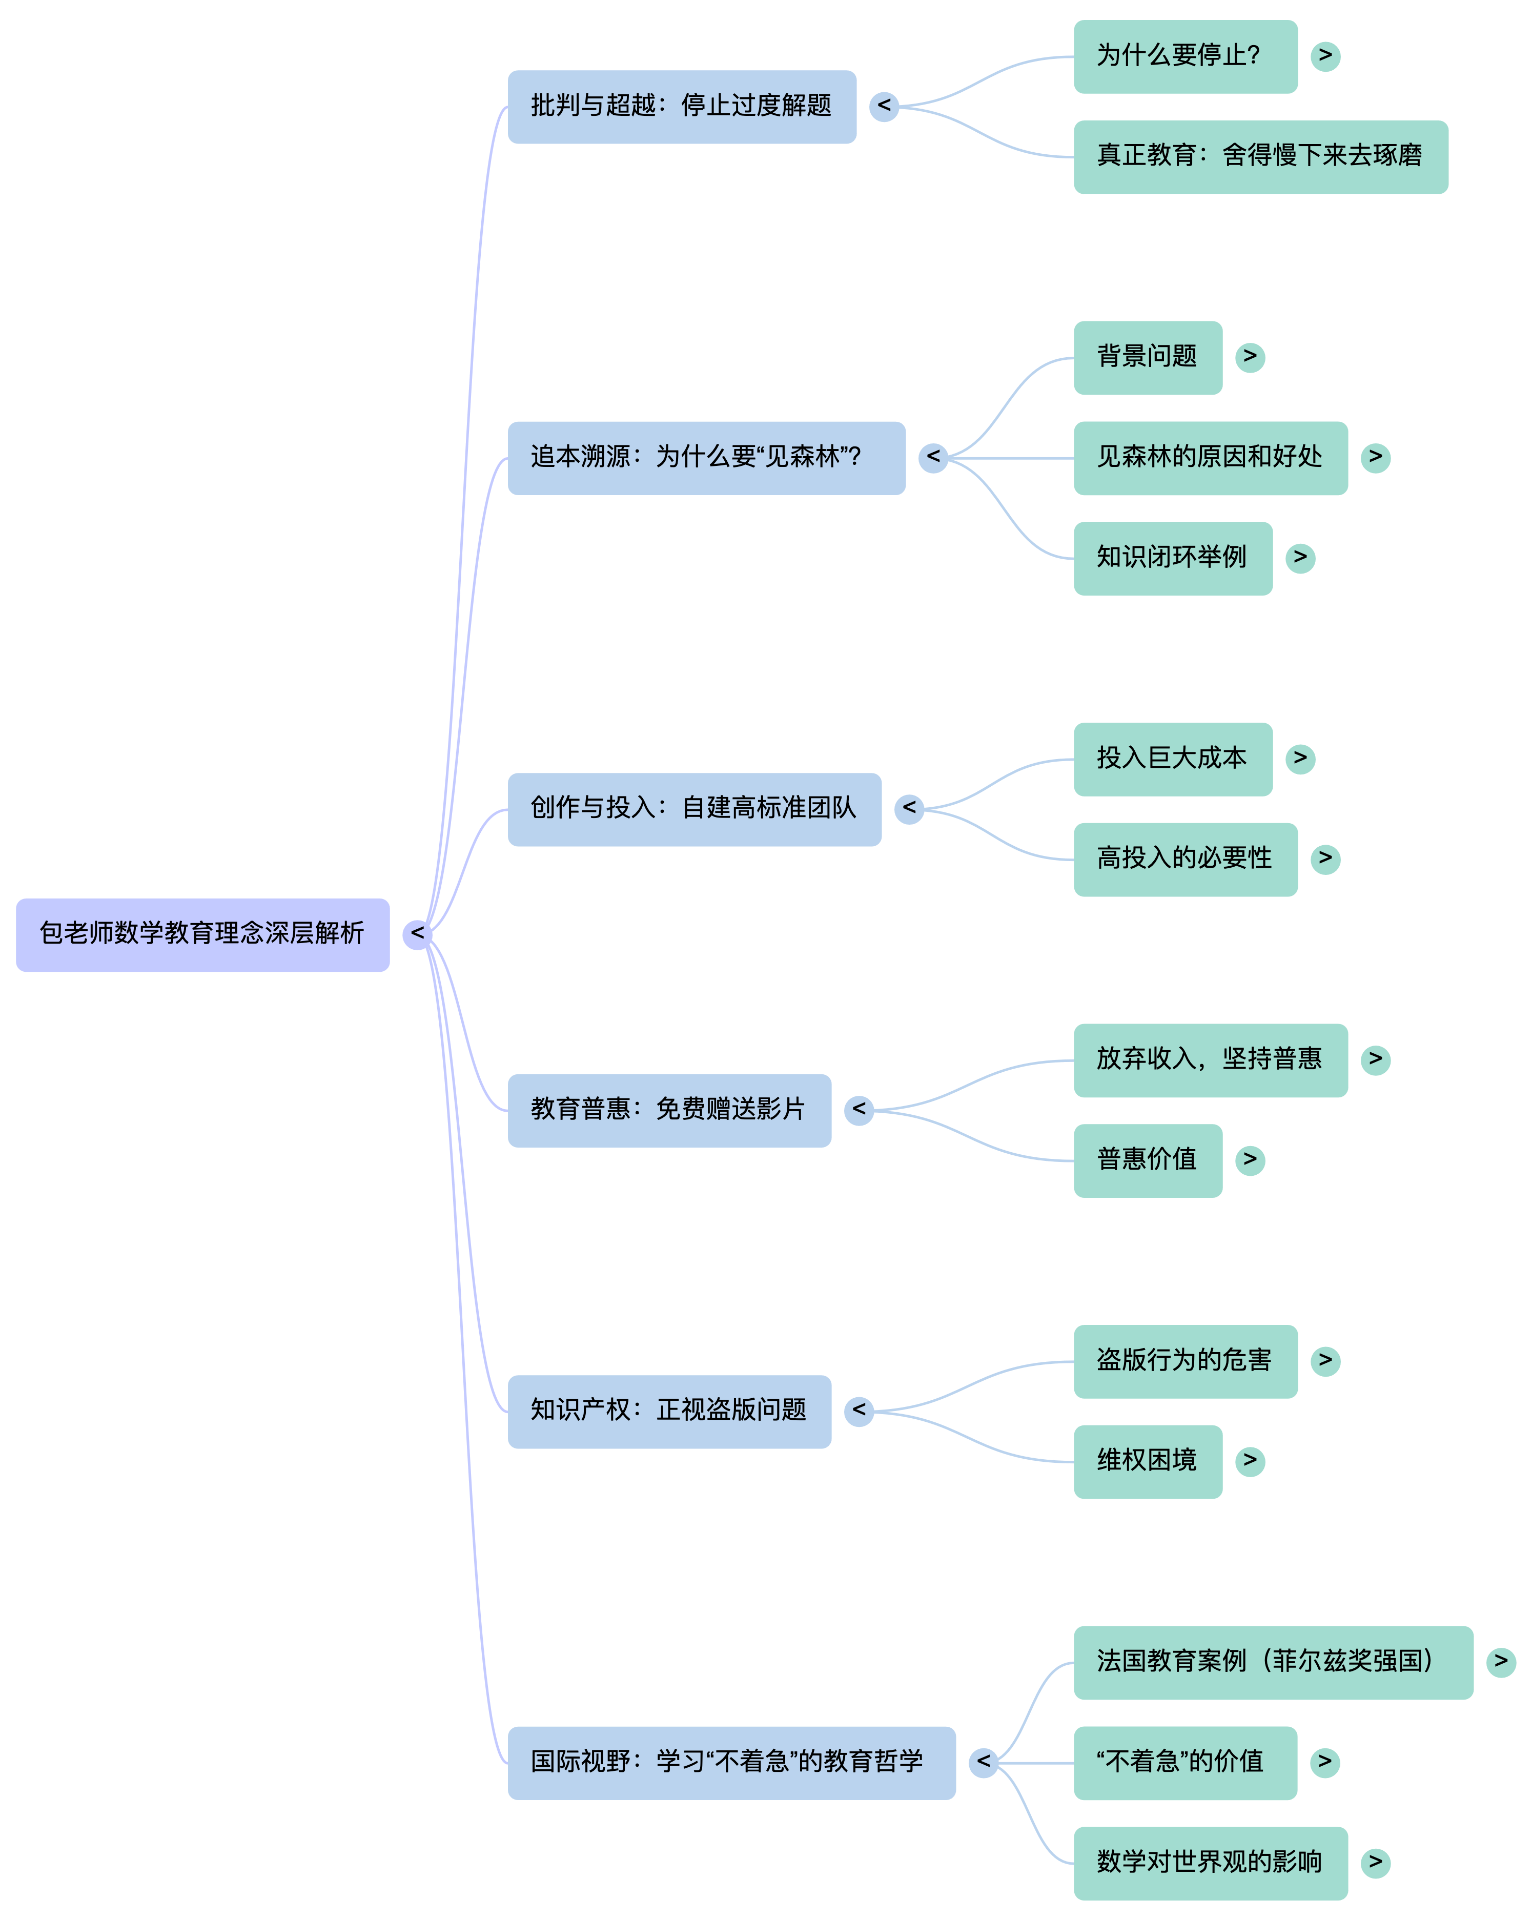 包老师数学教育理念深层解析
<
批判与超越：停止过度解题
<
为什么要停止？
>
真正教育：舍得慢下来去琢磨
追本溯源：为什么要“见森林”？
<
背景问题
>
见森林的原因和好处
>
知识闭环举例
>
创作与投入：自建高标准团队
<
投入巨大成本
>
高投入的必要性
>
教育普惠：免费赠送影片
<
放弃收入，坚持普惠
>
普惠价值
>
知识产权：正视盗版问题
<
盗版行为的危害
>
维权困境
>
国际视野：学习“不着急”的教育哲学
<
法国教育案例（菲尔兹奖强国）
>
“不着急”的价值
>
数学对世界观的影响
>